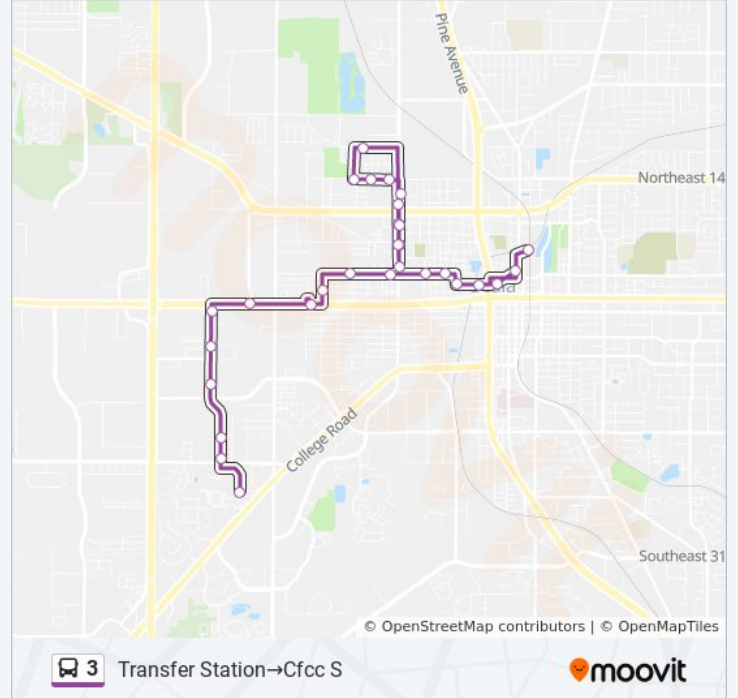 Pine Avenue
Northeast 14
College Road
Southeast 31
© OpenStreetMap contributors | © OpenMapTiles
3 Transfer Station→Cfcc S
moovit